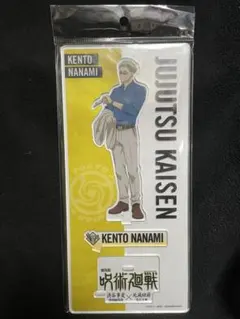 KENTO
NANAMI
JUJUTSU KAISEN
KENTO NANAMI
呪術廻戦